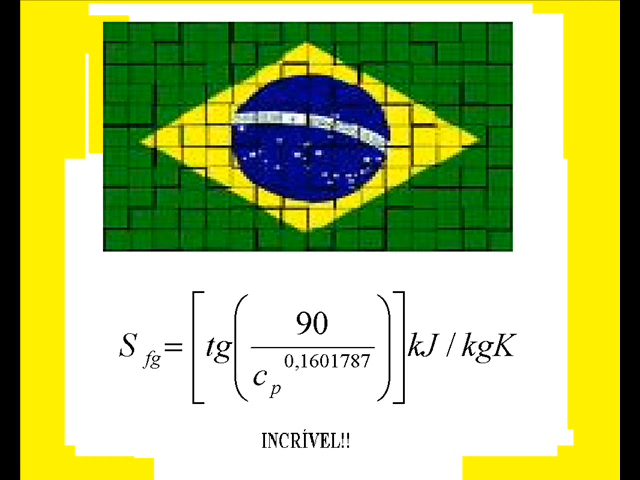 S_fg = [tg(90 / c_p^0,1601787)] kJ / kgK
INCRÍVEL!!